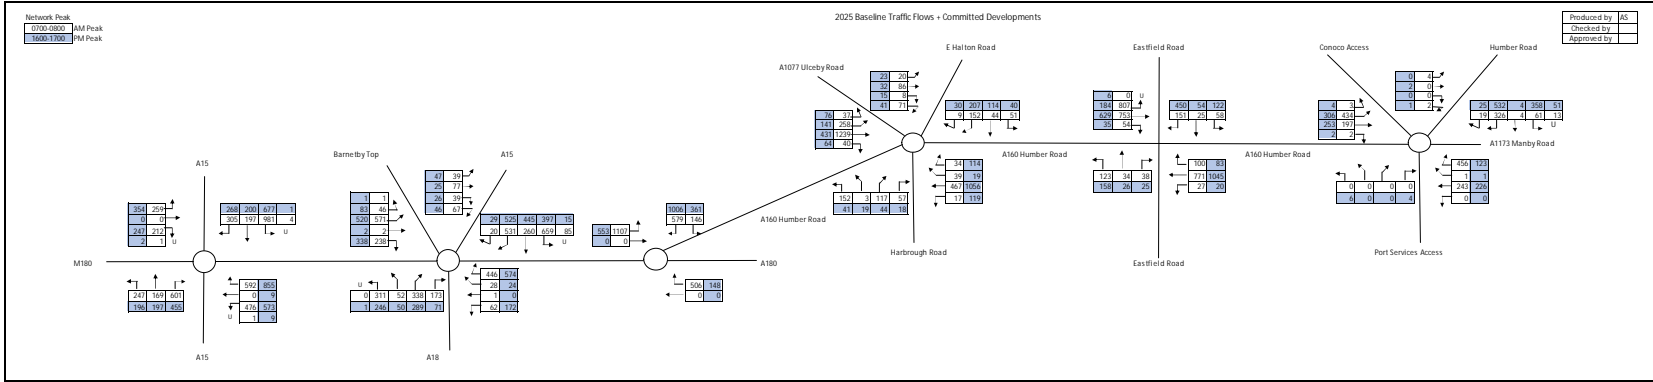 Network Peak
0700-0800 AM Peak
1600-1700 PM Peak
2025 Baseline Traffic Flows + Committed Developments
Produced by AS
Checked by
Approved by
E Halton Road
Eastfield Road
Conoco Access
Humber Road
A1077 Ulceby Road
23 20
32 86
15 8
41 71
0 4
2 0
0 0
1 2
76 37
141 258
431 1239
64 40
30 207 114 40
9 152 44 51
6 0 U
184 807
629 753
35 54
450 54 122
151 25 58
4 3
306 434
253 197
2 2
25 532 4 358 51
19 326 4 61 13
U
A1173 Manby Road
A160 Humber Road
A160 Humber Road
Barnetby Top
A15
A15
34 114
39 19
467 1056
17 119
123 34 38
158 26 25
100 83
771 1045
27 20
456 123
1 1
243 226
0 0
47 39
25 77
26 39
46 67
152 3 117 57
41 19 44 18
0 0 0 0
6 0 0 4
1 1
83 46
520 571
2 2
338 238
354 259
0 0
247 212
2 1 U
268 200 677 1
305 197 981 4
U
29 525 445 397 15
20 531 260 659 85
U
553 1107
0 0
1006 361
579 146
A160 Humber Road
Harbrough Road
Port Services Access
M180
A180
Eastfield Road
247 169 601
196 197 455
592 855
0 9
476 573
U 1 9
U
0 311 52 338 173
1 246 50 289 71
446 574
28 24
1 0
62 172
506 148
0 0
A15
A18